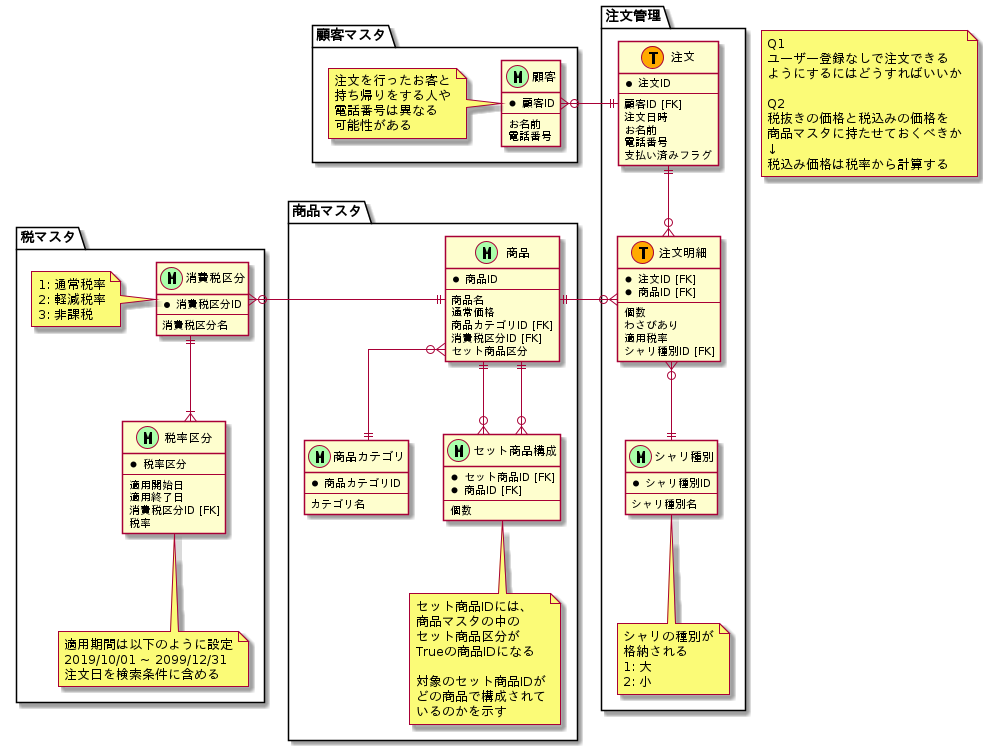 注文管理
顧客マスタ
注文を行ったお客と
持ち帰りをする人や
電話番号は異なる
可能性がある
M 顧客
顧客ID
お名前
電話番号
T 注文
注文ID
顧客ID [FK]
注文日時
お名前
電話番号
支払い済みフラグ
Q1
ユーザー登録なしで注文できる
ようにするにはどうすればいいか
Q2
税抜きの価格と税込みの価格を
商品マスタに持たせておくべきか
↓
税込み価格は税率から計算する
税マスタ
1: 通常税率
2: 軽減税率
3: 非課税
M 消費税区分
消費税区分ID
消費税区分名
M 税率区分
税率区分
適用開始日
適用終了日
消費税区分ID [FK]
税率
適用期間は以下のように設定
2019/10/01 ~ 2099/12/31
注文日を検索条件に含める
商品マスタ
M 商品
商品ID
商品名
通常価格
商品カテゴリID [FK]
消費税区分ID [FK]
セット商品区分
M 商品カテゴリ
商品カテゴリID
カテゴリ名
M セット商品構成
セット商品ID [FK]
商品ID [FK]
個数
セット商品IDには、
商品マスタの中の
セット商品区分が
Trueの商品IDになる
対象のセット商品IDが
どの商品で構成されて
いるのかを示す
T 注文明細
注文ID [FK]
商品ID [FK]
個数
わさびあり
適用税率
シャリ種別ID [FK]
M シャリ種別
シャリ種別ID
シャリ種別名
シャリの種別が
格納される
1: 大
2: 小